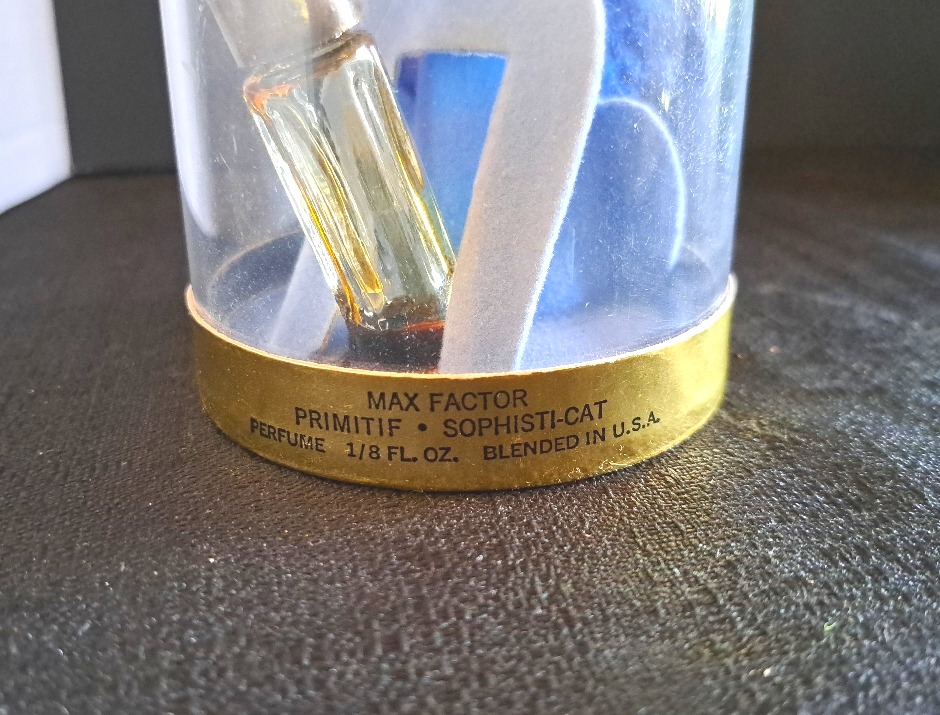 MAX FACTOR
PRIMITIF • SOPHISTI-CAT
PERFUME 1/8 FL. OZ. BLENDED IN U.S.A.